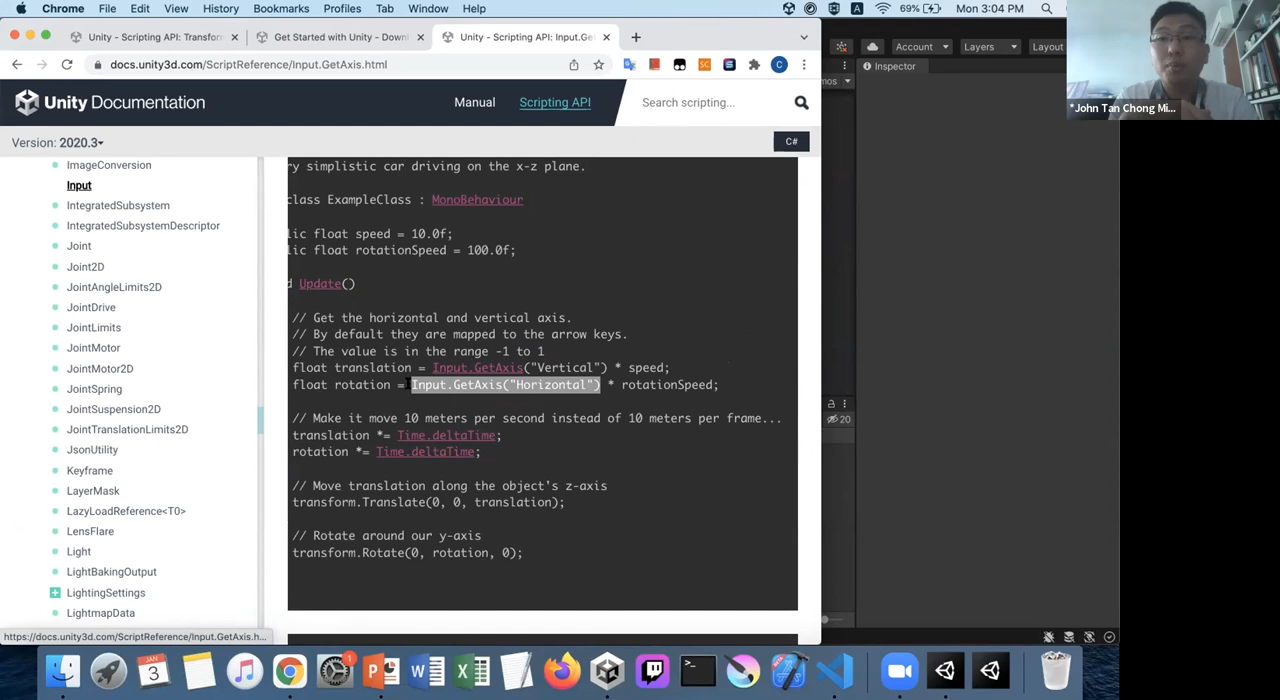 Chrome File Edit View History Bookmarks Profiles Tab Window Help 69% Mon 3:04 PM
Unity - Scripting API: Transfor
Get Started with Unity - Downl
Unity - Scripting API: Input.Ge
docs.unity3d.com/ScriptReference/Input.GetAxis.html
Account Layers Layout
Inspector
*John Tan Chong Mi...
Unity Documentation
Manual Scripting API Search scripting...
Version: 2020.3
C#
ImageConversion
Input
IntegratedSubsystem
IntegratedSubsystemDescriptor
Joint
Joint2D
JointAngleLimits2D
JointDrive
JointLimits
JointMotor
JointMotor2D
JointSpring
JointSuspension2D
JointTranslationLimits2D
JsonUtility
Keyframe
LayerMask
LazyLoadReference<T0>
LensFlare
Light
LightBakingOutput
LightingSettings
LightmapData
ry simplistic car driving on the x-z plane.
class ExampleClass : MonoBehaviour
lic float speed = 10.0f;
lic float rotationSpeed = 100.0f;
d Update()
// Get the horizontal and vertical axis.
// By default they are mapped to the arrow keys.
// The value is in the range -1 to 1
float translation = Input.GetAxis("Vertical") * speed;
float rotation = Input.GetAxis("Horizontal") * rotationSpeed;
// Make it move 10 meters per second instead of 10 meters per frame...
translation *= Time.deltaTime;
rotation *= Time.deltaTime;
// Move translation along the object's z-axis
transform.Translate(0, 0, translation);
// Rotate around our y-axis
transform.Rotate(0, rotation, 0);
mos
20
https://docs.unity3d.com/ScriptReference/Input.GetAxis.h...
JAN
3
1